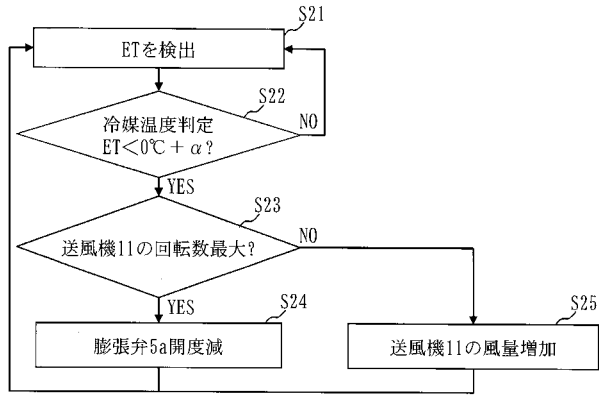 S21
ETを検出
S22
冷媒温度判定
ET<0℃+α?
NO
YES
S23
送風機11の回転数最大?
NO
YES
S24
膨張弁5a開度減
S25
送風機11の風量増加